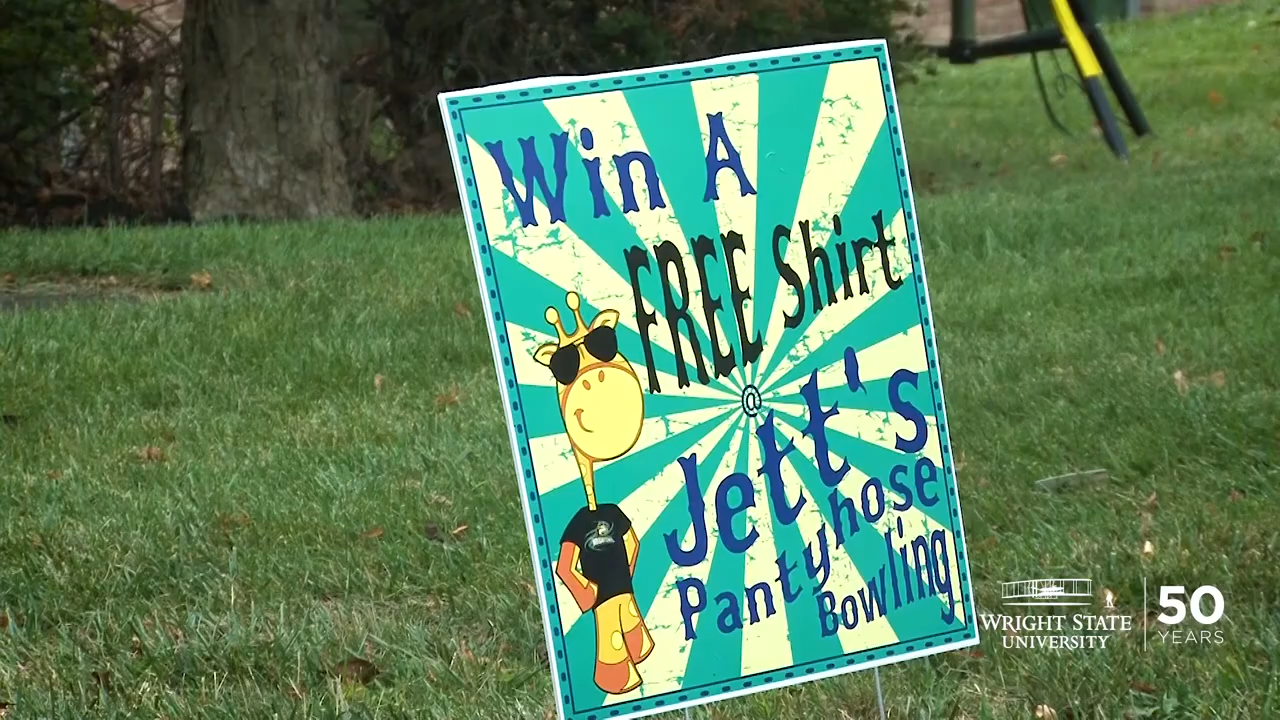 Win A
FREE Shirt
@
Jett's
Pantyhose
Bowling
WRIGHT STATE
UNIVERSITY
50
YEARS